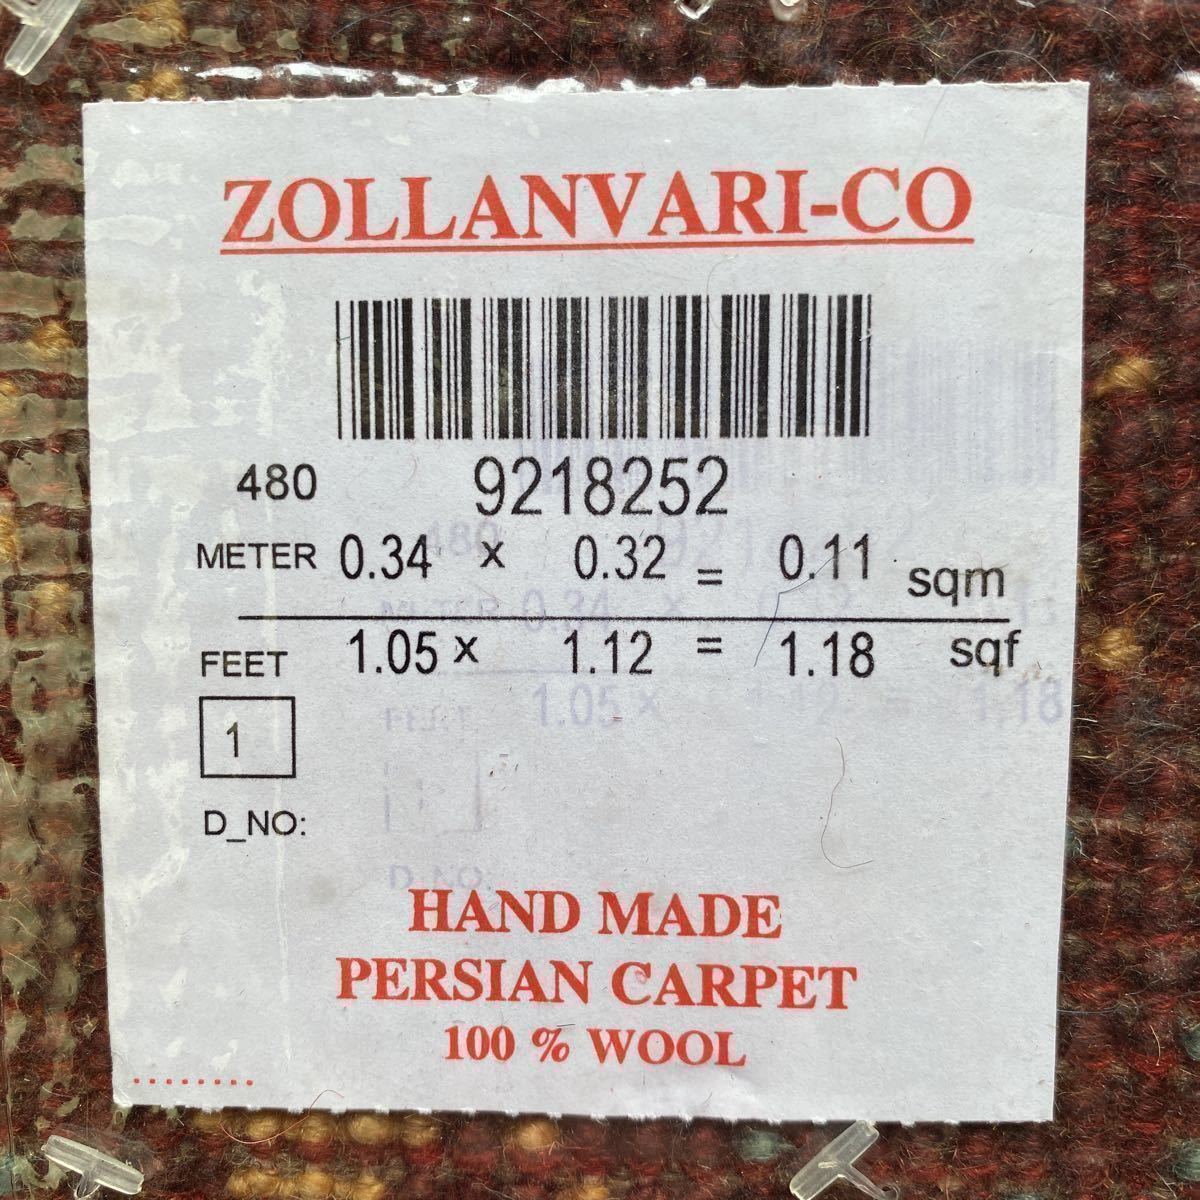 ZOLLANVARI-CO
480 9218252
METER 0.34 x 0.32 = 0.11 sqm
FEET 1.05 x 1.12 = 1.18 sqf
1
D_NO:
HAND MADE
PERSIAN CARPET
100 % WOOL